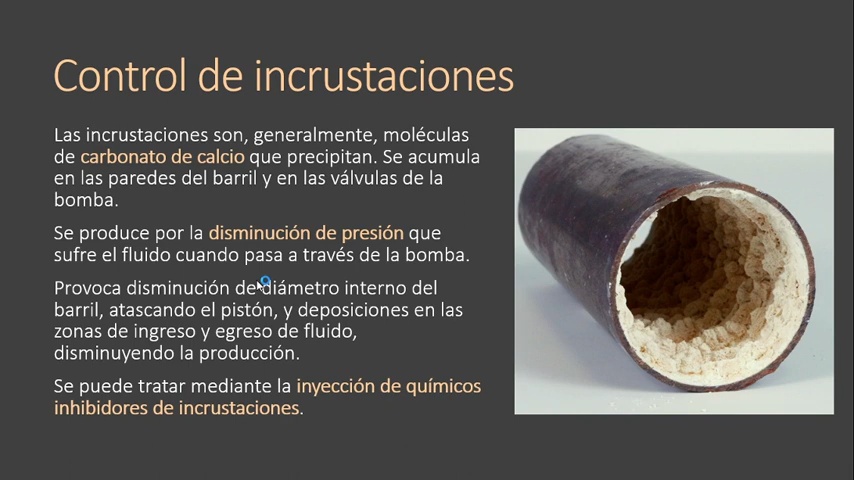 Control de incrustaciones
Las incrustaciones son, generalmente, moléculas
de carbonato de calcio que precipitan. Se acumula
en las paredes del barril y en las válvulas de la
bomba.
Se produce por la disminución de presión que
sufre el fluido cuando pasa a través de la bomba.
Provoca disminución de diámetro interno del
barril, atascando el pistón, y deposiciones en las
zonas de ingreso y egreso de fluido,
disminuyendo la producción.
Se puede tratar mediante la inyección de químicos
inhibidores de incrustaciones.